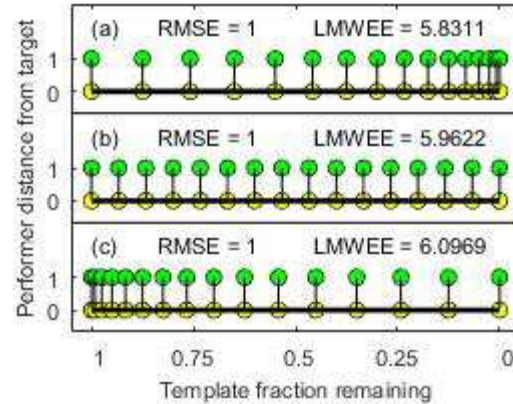 (a) RMSE = 1 LMWEE = 5.8311
1
0
(b) RMSE = 1 LMWEE = 5.9622
1
0
(c) RMSE = 1 LMWEE = 6.0969
1
0
Performer distance from target
1 0.75 0.5 0.25 0
Template fraction remaining